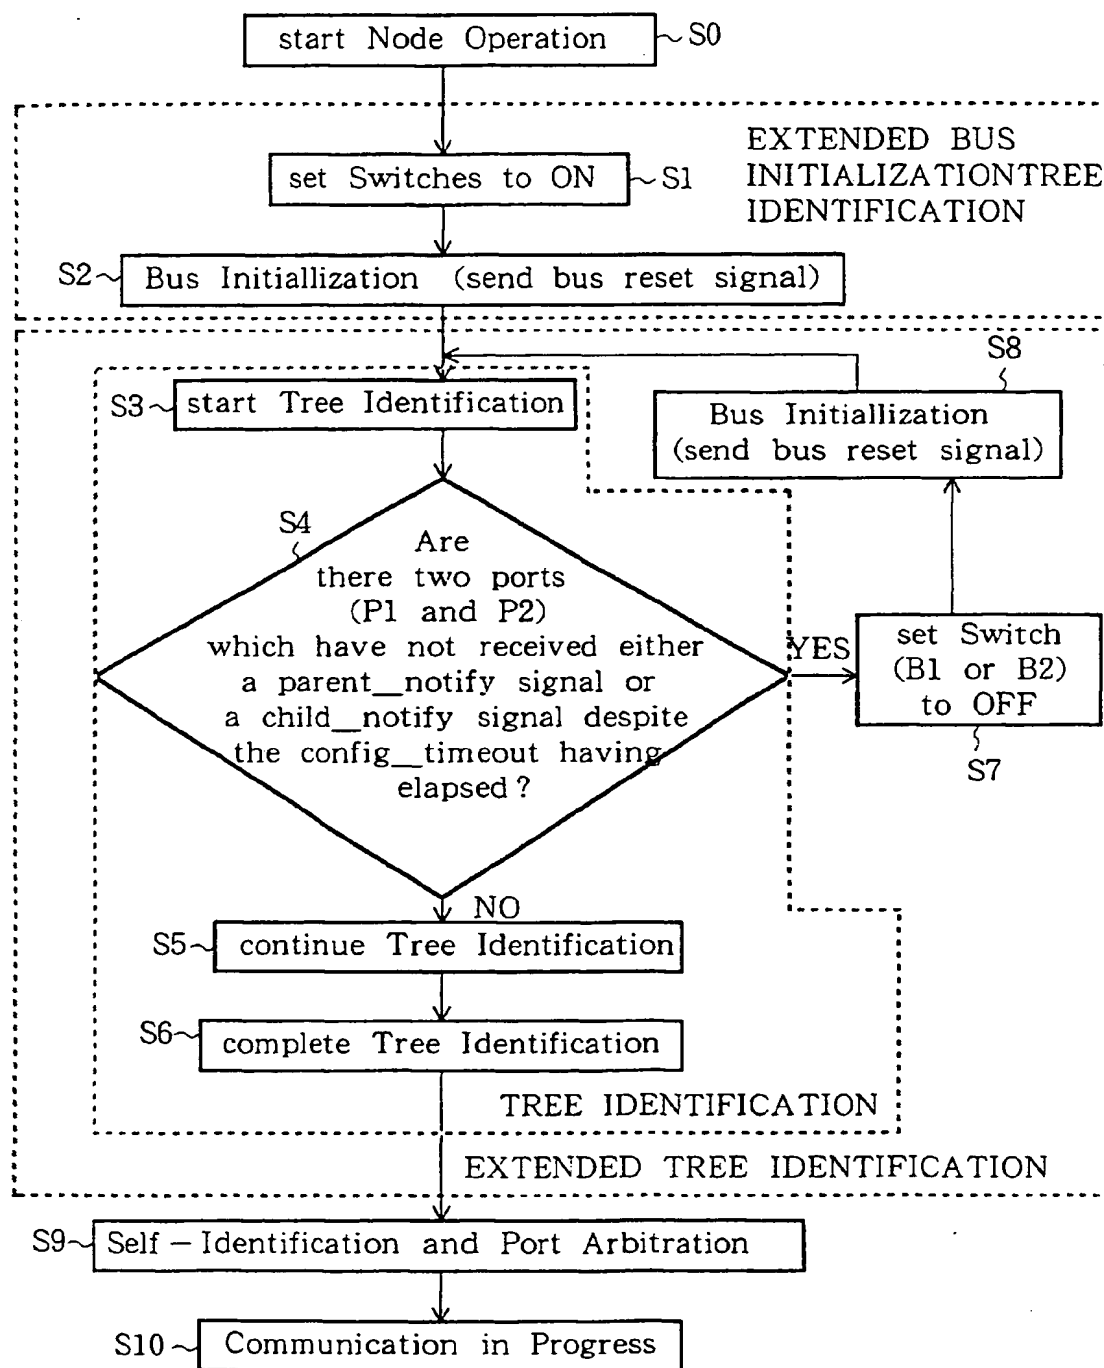 start Node Operation
S0
EXTENDED BUS
INITIALIZATIONTREE
IDENTIFICATION
set Switches to ON
S1
S2
Bus Initiallization (send bus reset signal)
S8
S3
start Tree Identification
Bus Initiallization
(send bus reset signal)
S4
Are
there two ports
(P1 and P2)
which have not received either
a parent__notify signal or
a child__notify signal despite
the config__timeout having
elapsed?
YES
set Switch
(B1 or B2)
to OFF
S7
NO
S5
continue Tree Identification
S6
complete Tree Identification
TREE IDENTIFICATION
EXTENDED TREE IDENTIFICATION
S9
Self-Identification and Port Arbitration
S10
Communication in Progress